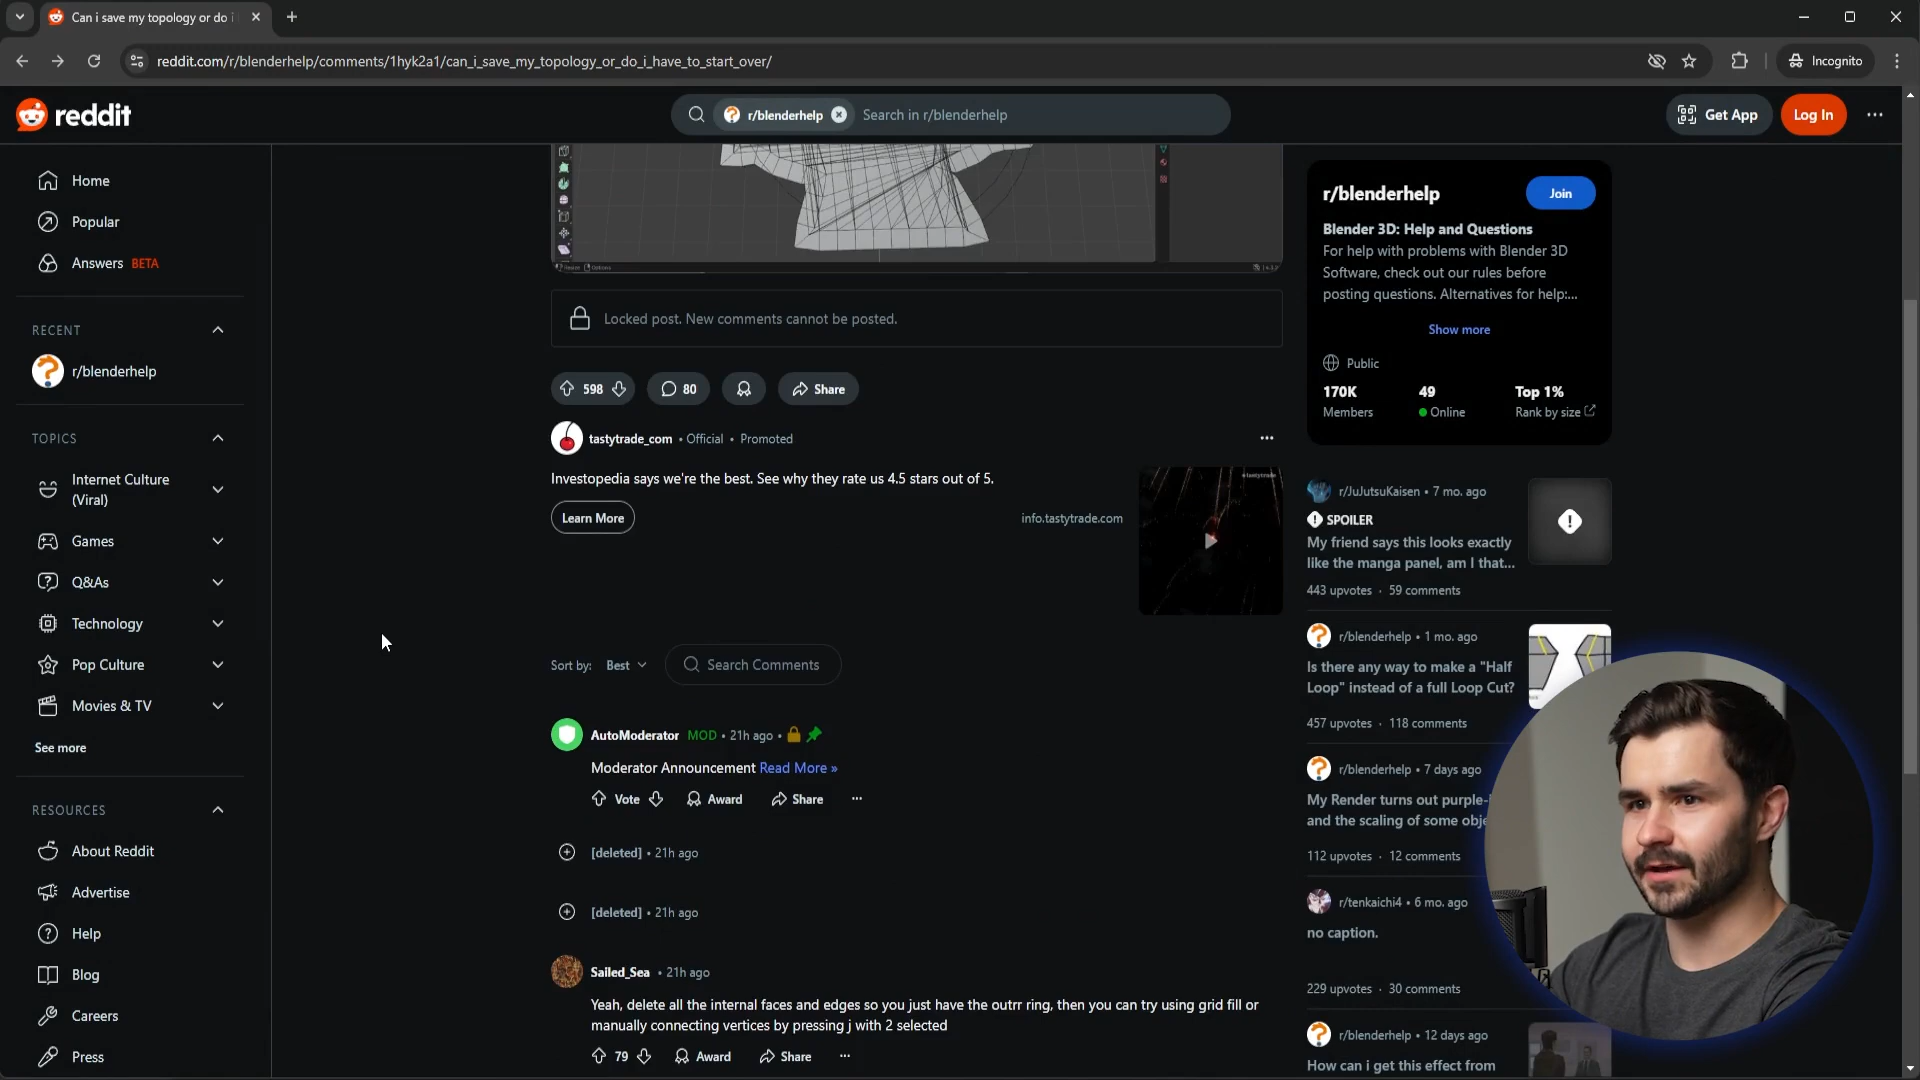 Can i save my topology or do i
reddit.com/r/blenderhelp/comments/1hyk2a1/can_i_save_my_topology_or_do_i_have_to_start_over/
Incognito
reddit
r/blenderhelp
Search in r/blenderhelp
Get App
Log In
Home
Popular
Answers BETA
RECENT
r/blenderhelp
TOPICS
Internet Culture
(Viral)
Games
Q&As
Technology
Pop Culture
Movies & TV
See more
RESOURCES
About Reddit
Advertise
Help
Blog
Careers
Press
Locked post. New comments cannot be posted.
598
80
Share
tastytrade_com • Official • Promoted
Investopedia says we're the best. See why they rate us 4.5 stars out of 5.
Learn More
info.tastytrade.com
tastytrade
Sort by: Best
Search Comments
AutoModerator MOD • 21h ago •
Moderator Announcement Read More »
Vote
Award
Share
[deleted] • 21h ago
[deleted] • 21h ago
Sailed_Sea • 21h ago
Yeah, delete all the internal faces and edges so you just have the outrr ring, then you can try using grid fill or
manually connecting vertices by pressing j with 2 selected
79
Award
Share
r/blenderhelp
Join
Blender 3D: Help and Questions
For help with problems with Blender 3D
Software, check out our rules before
posting questions. Alternatives for help:...
Show more
Public
170K
Members
49
Online
Top 1%
Rank by size
r/JuJutsuKaisen • 7 mo. ago
SPOILER
My friend says this looks exactly
like the manga panel, am I that...
443 upvotes · 59 comments
r/blenderhelp • 1 mo. ago
Is there any way to make a "Half
Loop" instead of a full Loop Cut?
457 upvotes · 118 comments
r/blenderhelp • 7 days ago
My Render turns out purple-
and the scaling of some obje
112 upvotes · 12 comments
r/tenkaichi4 • 6 mo. ago
no caption.
229 upvotes · 30 comments
r/blenderhelp • 12 days ago
How can i get this effect from